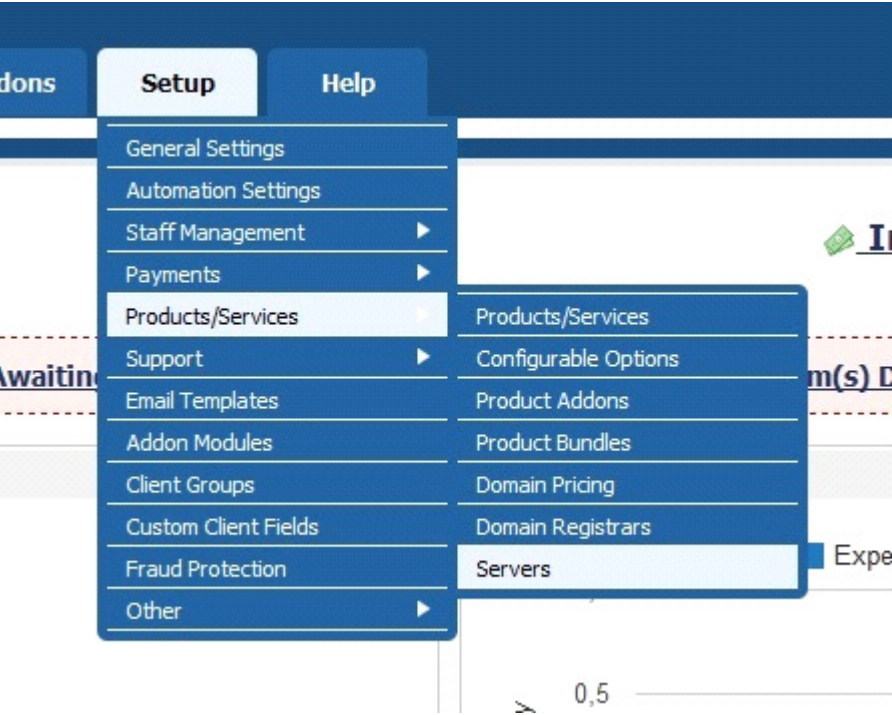 Setup
Help
General Settings
Automation Settings
Staff Management
Payments
Products/Services
Support
Email Templates
Addon Modules
Client Groups
Custom Client Fields
Fraud Protection
Other
Products/Services
Configurable Options
Product Addons
Product Bundles
Domain Pricing
Domain Registrars
Servers
0,5